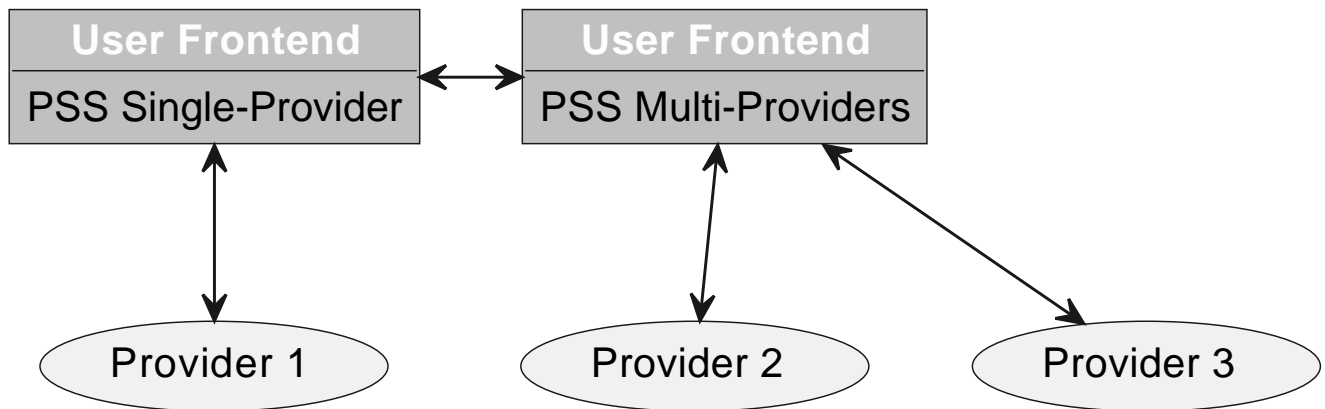 User Frontend
PSS Single-Provider
User Frontend
PSS Multi-Providers
Provider 1
Provider 2
Provider 3